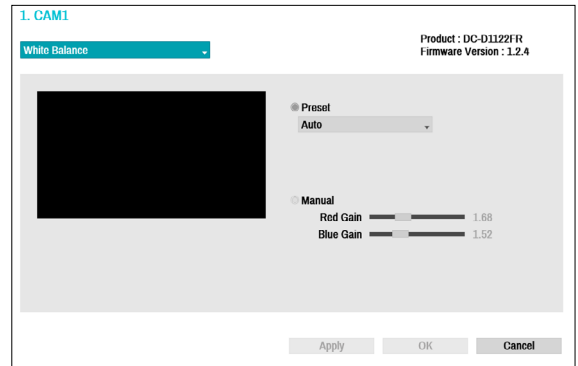 1. CAM1
White Balance
Product : DC-D1122FR
Firmware Version : 1.2.4
Preset
Auto
Manual
Red Gain 1.68
Blue Gain 1.52
Apply OK Cancel